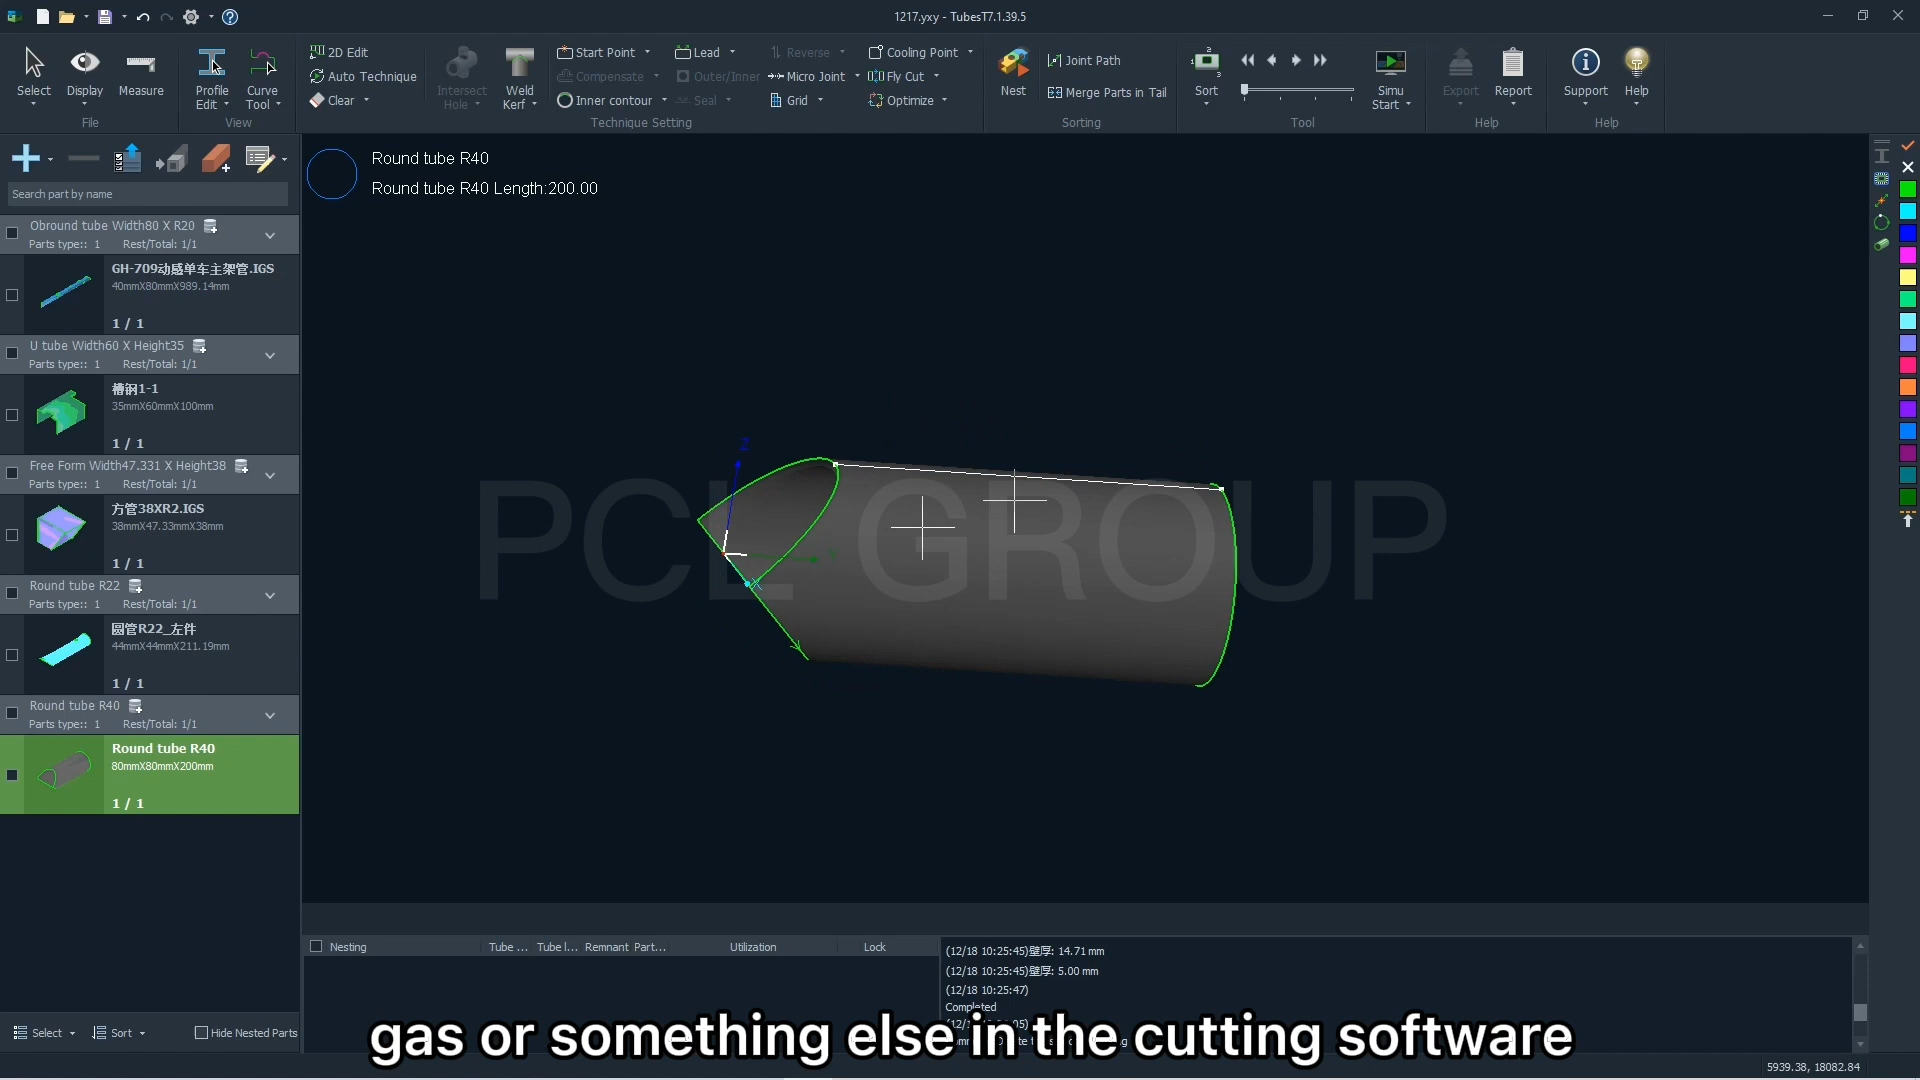 1217.yxy - TubesT7.1.39.5
Select
Display
Measure
File
Profile Edit
Curve Tool
View
2D Edit
Auto Technique
Clear
Intersect Hole
Weld Kerf
Start Point
Compensate
Inner contour
Lead
Outer/Inner
Seal
Reverse
Micro Joint
Grid
Cooling Point
Fly Cut
Optimize
Technique Setting
Nest
Joint Path
Merge Parts in Tail
Sorting
Sort
Simu Start
Tool
Export
Report
Help
Support
Help
Help
Search part by name
Obround tube Width80 X R20
Parts type:: 1 Rest/Total: 1/1
GH-709动感单车主架管.IGS
40mmX80mmX989.14mm
1 / 1
U tube Width60 X Height35
Parts type:: 1 Rest/Total: 1/1
槽钢1-1
35mmX60mmX100mm
1 / 1
Free Form Width47.331 X Height38
Parts type:: 1 Rest/Total: 1/1
方管38XR2.IGS
38mmX47.33mmX38mm
1 / 1
Round tube R22
Parts type:: 1 Rest/Total: 1/1
圆管R22_左件
44mmX44mmX211.19mm
1 / 1
Round tube R40
Parts type:: 1 Rest/Total: 1/1
Round tube R40
80mmX80mmX200mm
1 / 1
Select
Sort
Hide Nested Parts
Round tube R40
Round tube R40 Length:200.00
Z
X
PCL GROUP
Nesting Tube ... Tube l... Remnant Part... Utilization Lock
(12/18 10:25:45)壁厚: 14.71 mm
(12/18 10:25:45)壁厚: 5.00 mm
(12/18 10:25:47)
Completed
gas or something else in the cutting software
5939.38, 18082.84